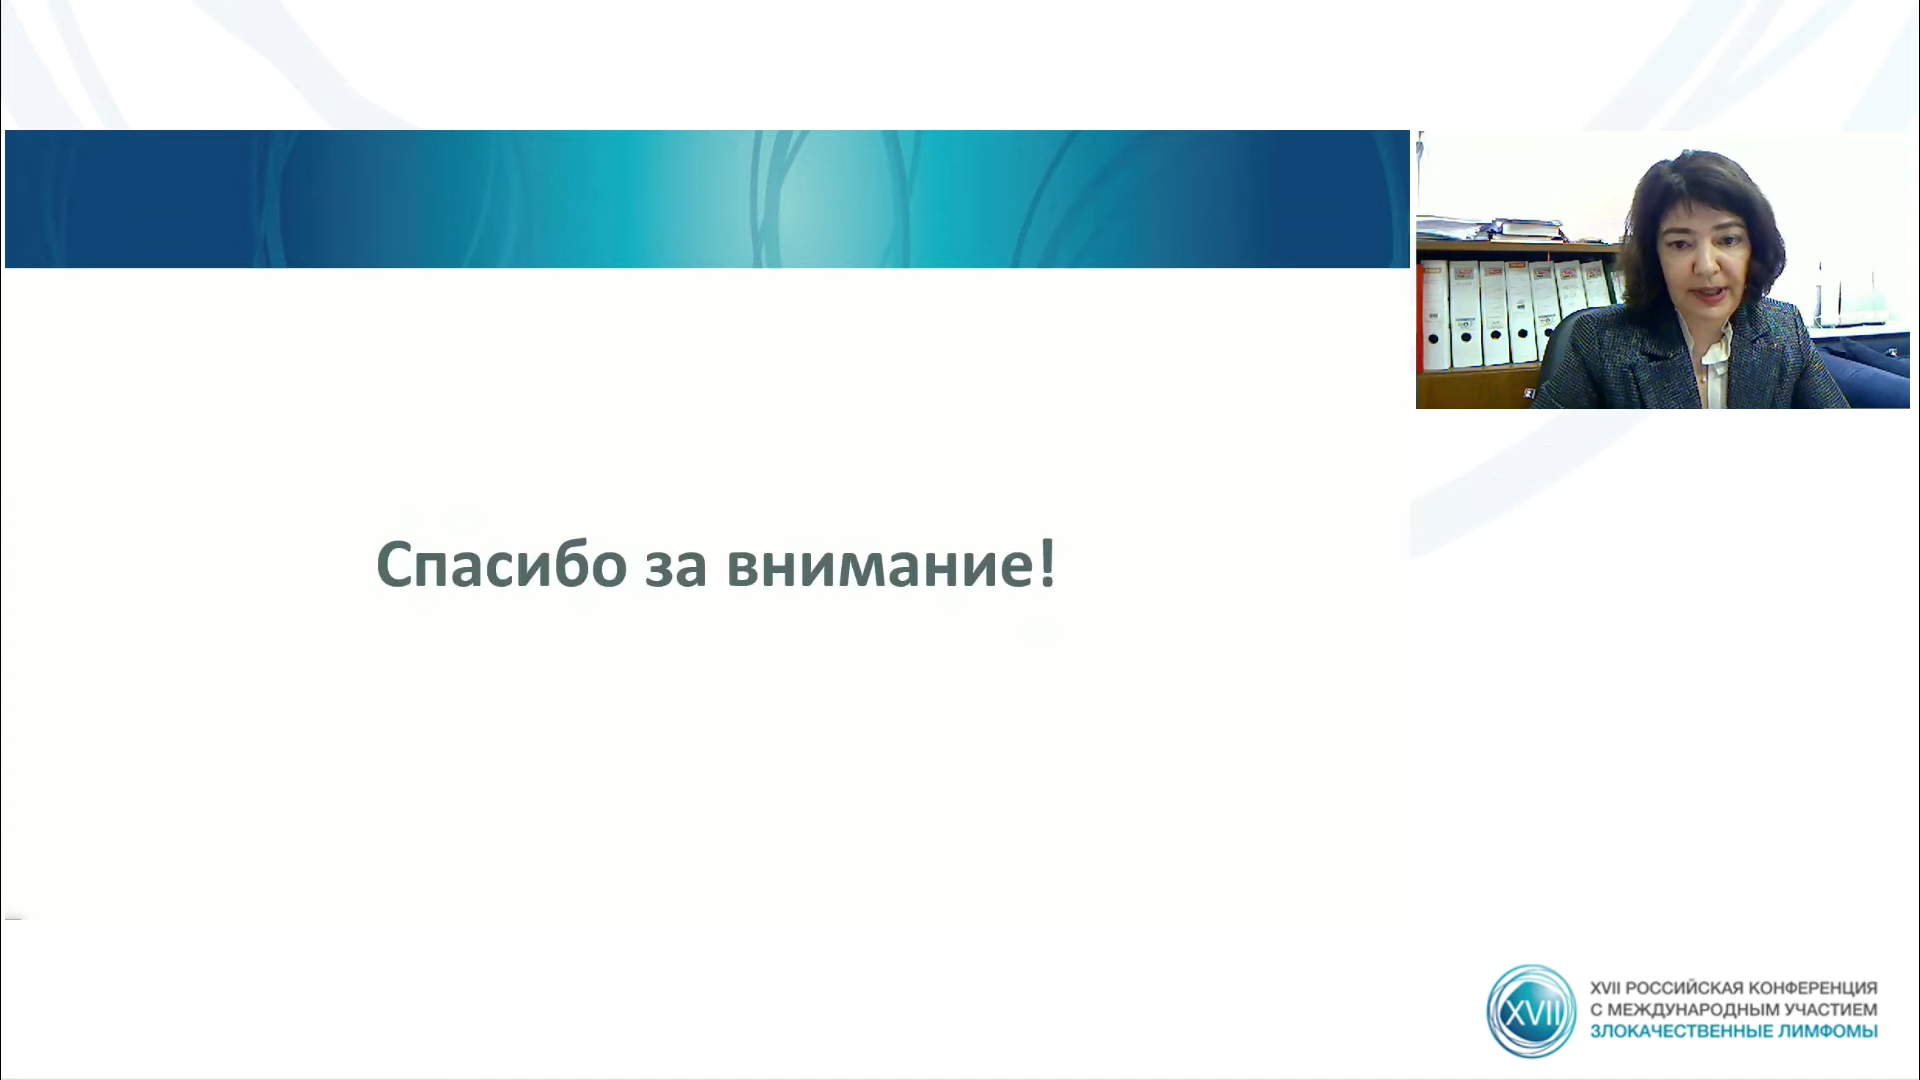 Спасибо за внимание!
XVII
XVII РОССИЙСКАЯ КОНФЕРЕНЦИЯ
С МЕЖДУНАРОДНЫМ УЧАСТИЕМ
ЗЛОКАЧЕСТВЕННЫЕ ЛИМФОМЫ